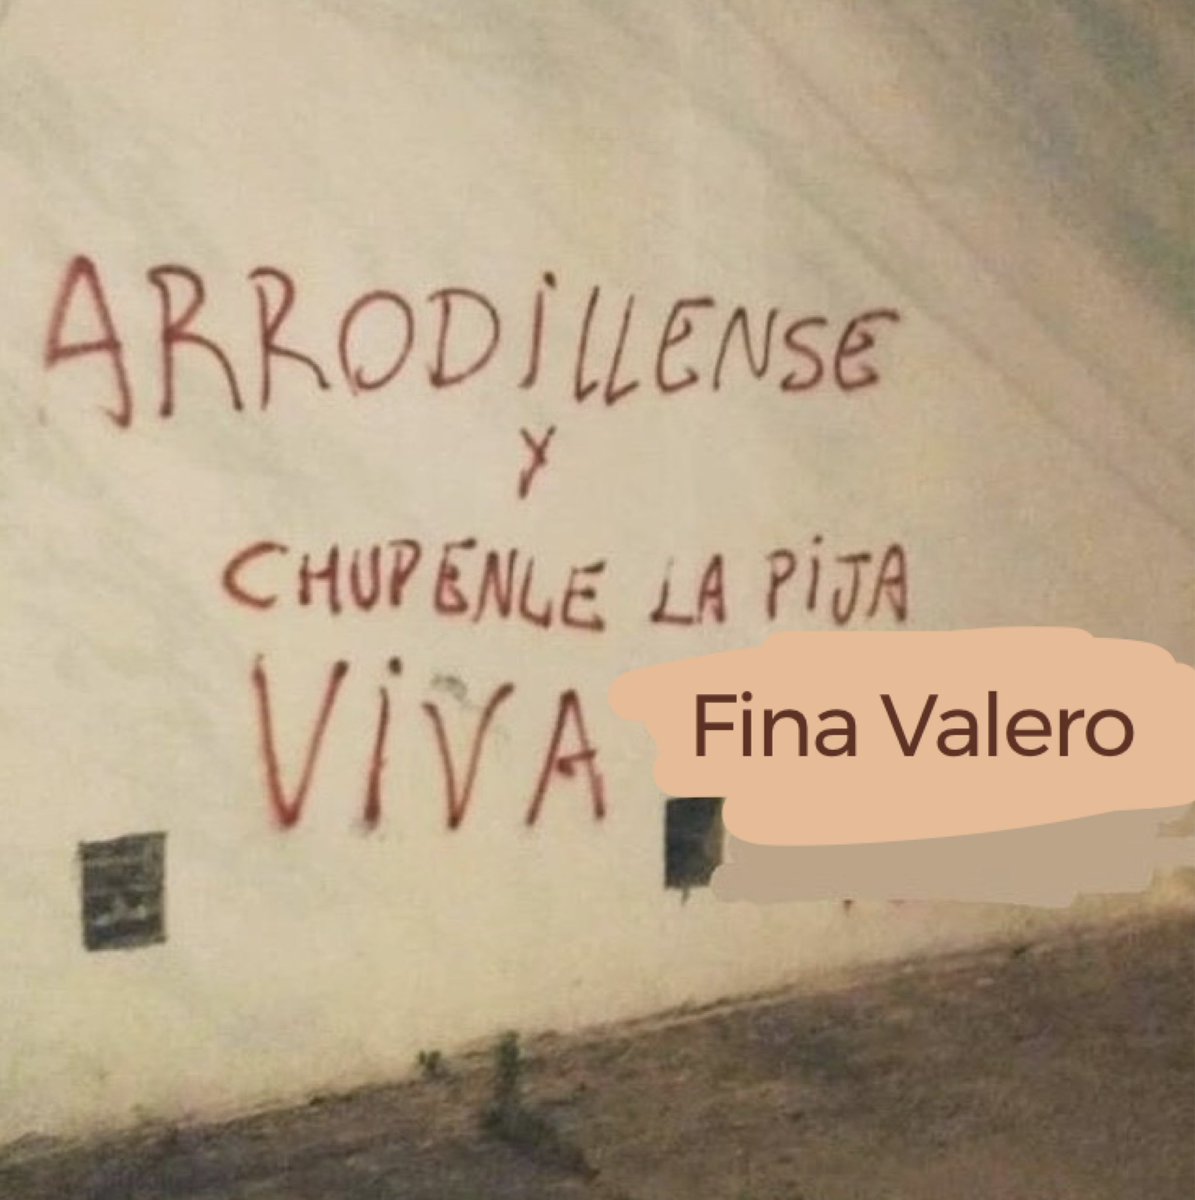 ARRODILLENSE
Y
CHUPENLE LA PIJA
VIVA Fina Valero